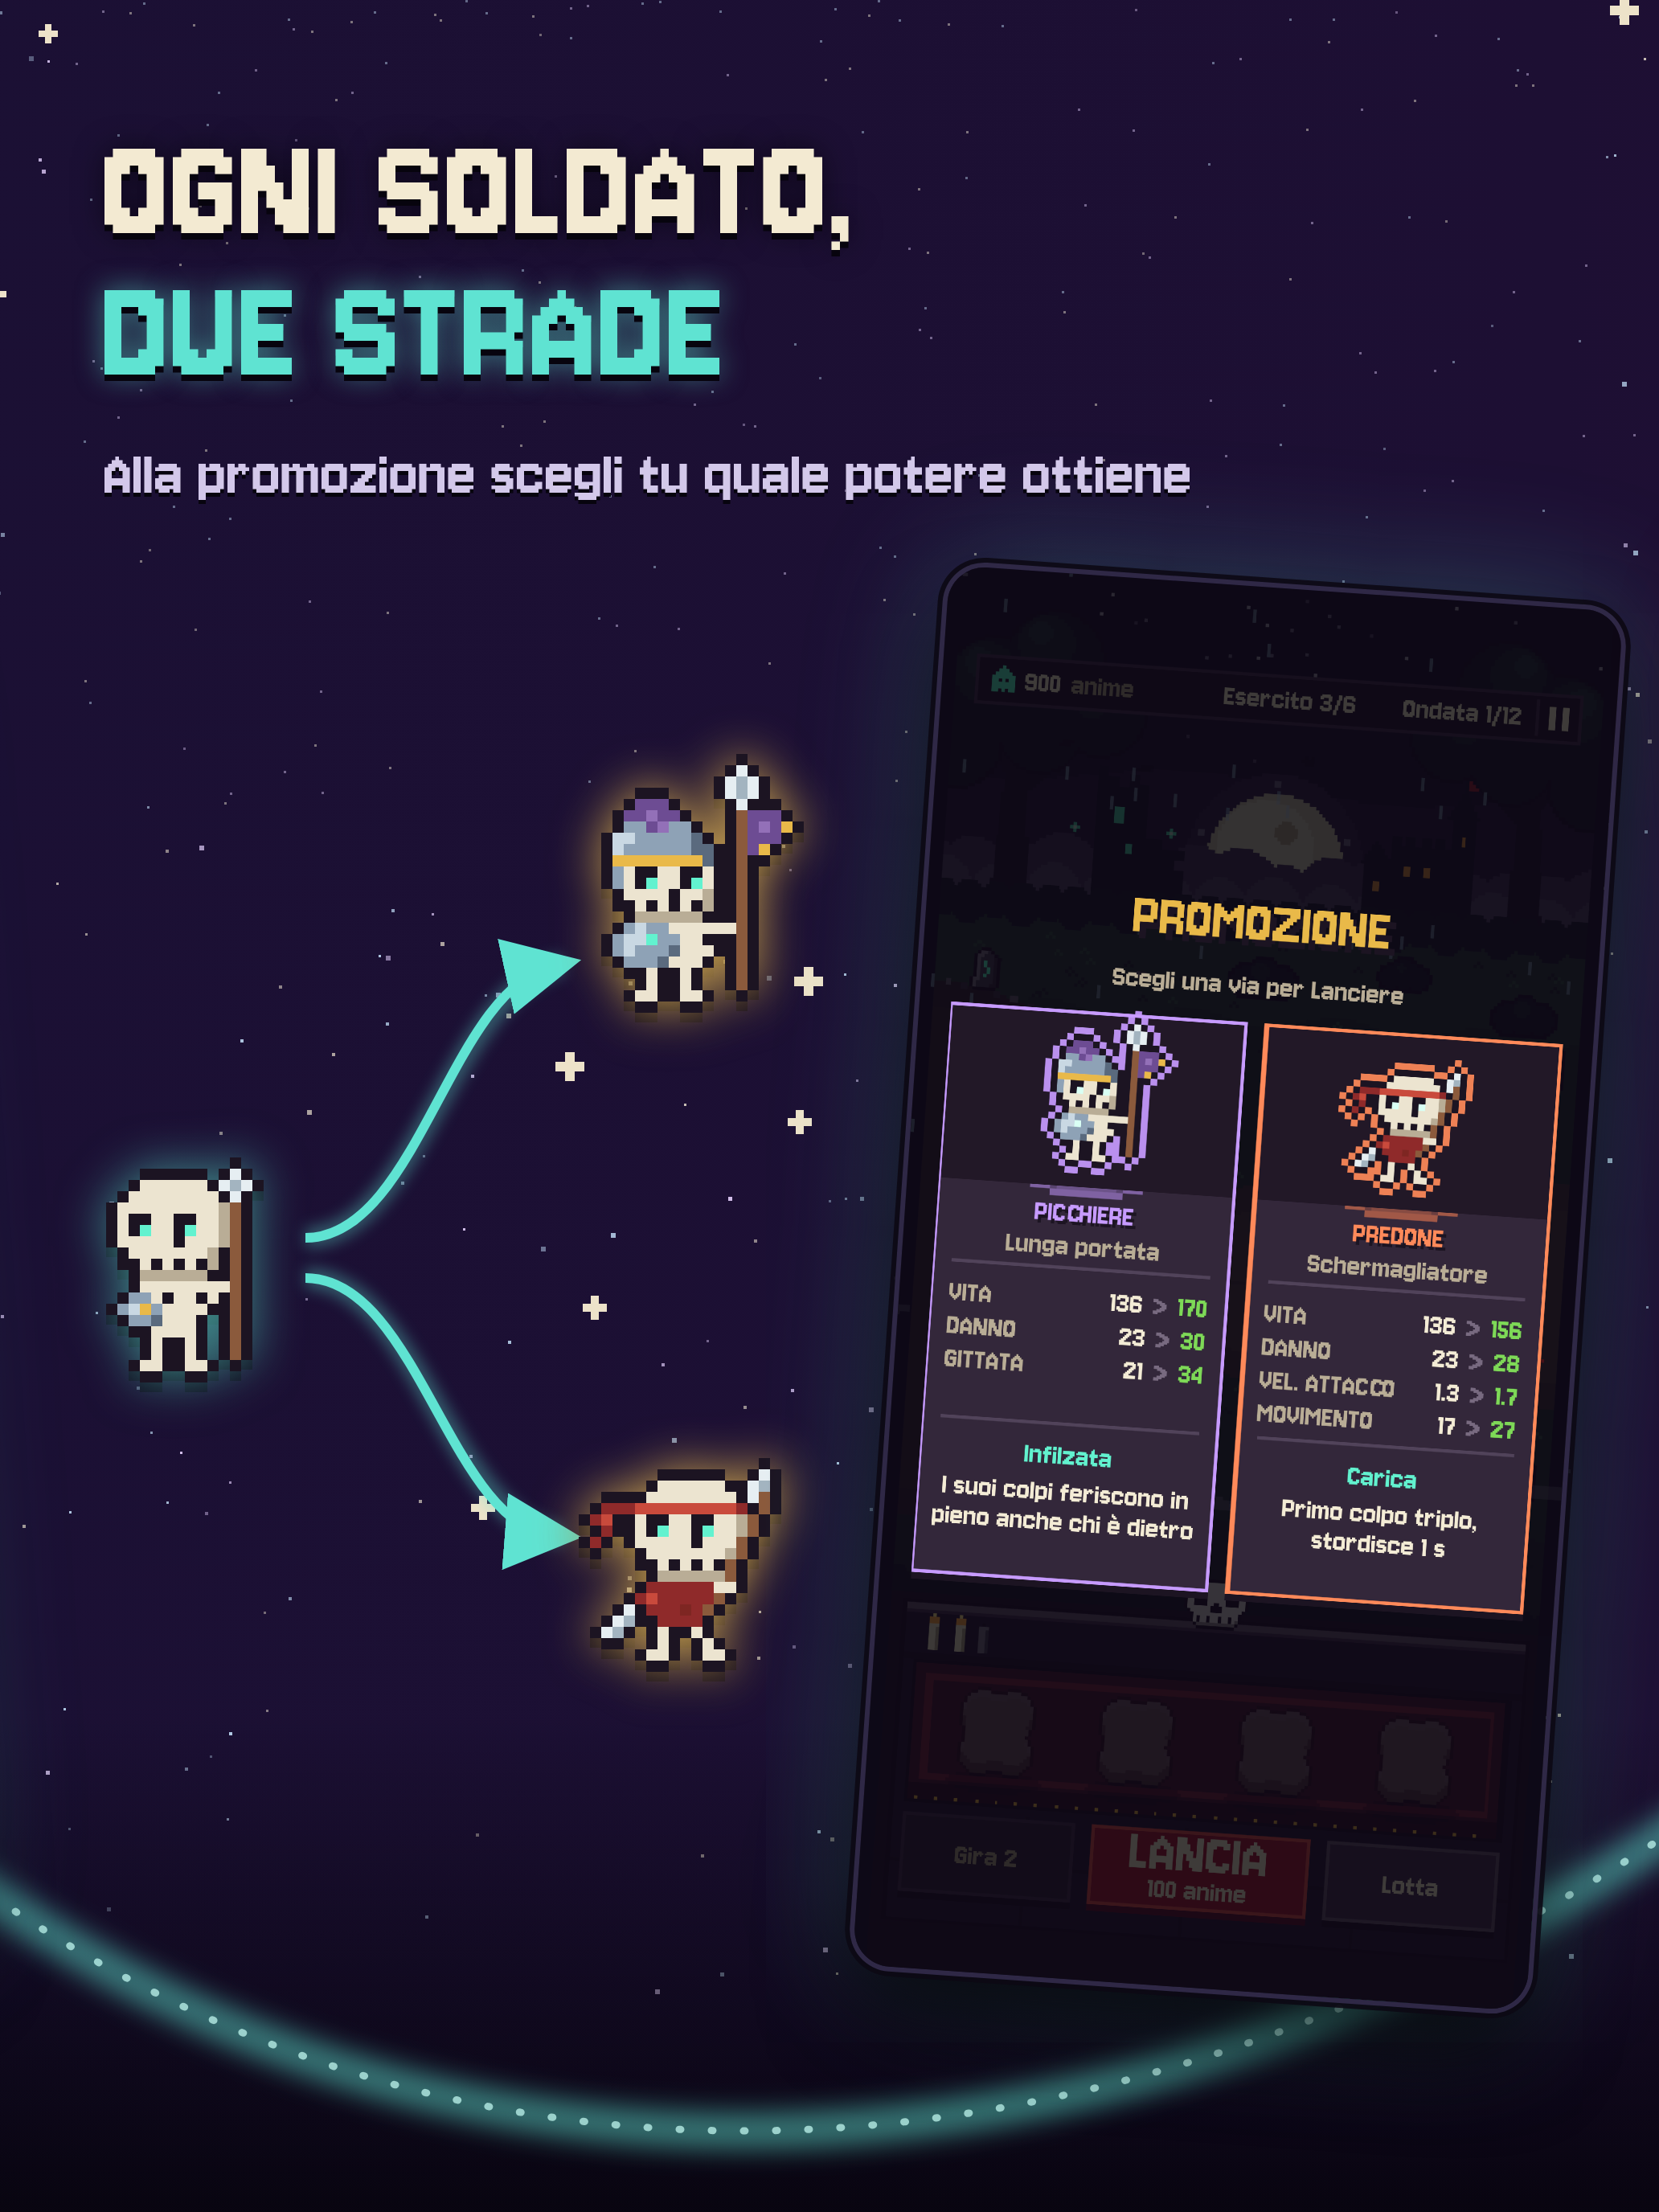 OGNI SOLDATO,
DUE STRADE
Alla promozione scegli tu quale potere ottiene
900 anime
Esercito 3/6
Ondata 1/12
PROMOZIONE
Scegli una via per Lanciere
PICCHIERE
Lunga portata
VITA 136 > 170
DANNO 23 > 30
GITTATA 21 > 34
Infilzata
I suoi colpi feriscono in
pieno anche chi è dietro
PREDONE
Schermagliatore
VITA 136 > 156
DANNO 23 > 28
VEL. ATTACCO 1.3 > 1.7
MOVIMENTO 17 > 27
Carica
Primo colpo triplo,
stordisce 1 s
Gira 2
LANCIA
100 anime
Lotta